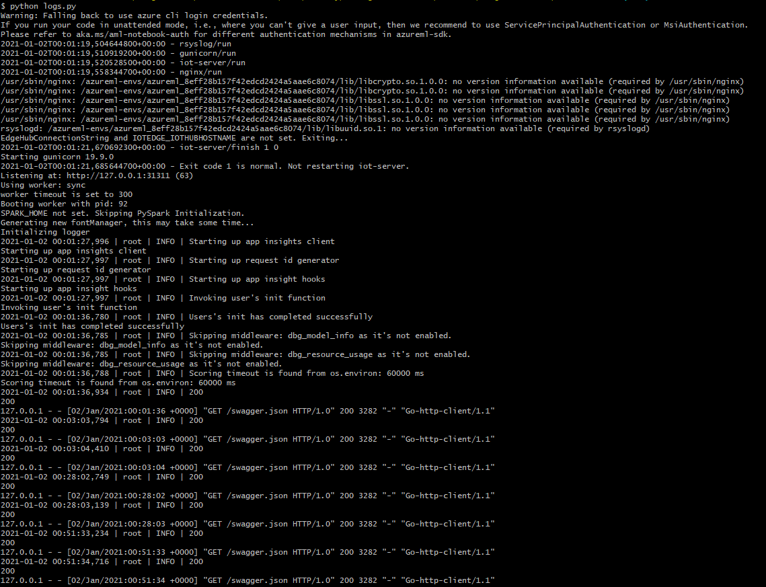 $ python logs.py
Warning: Falling back to use azure cli login credentials.
If you run your code in unattended mode, i.e., where you can't give a user input, then we recommend to use ServicePrincipalAuthentication or MsiAuthentication.
Please refer to aka.ms/aml-notebook-auth for different authentication mechanisms in azureml-sdk.
2021-01-02T00:01:19,504644800+00:00 - rsyslog/run
2021-01-02T00:01:19,510919200+00:00 - gunicorn/run
2021-01-02T00:01:19,520528500+00:00 - iot-server/run
2021-01-02T00:01:19,558344700+00:00 - nginx/run
/usr/sbin/nginx: /azureml-envs/azureml_8eff28b157f42edcd2424a5aae6c8074/lib/libcrypto.so.1.0.0: no version information available (required by /usr/sbin/nginx)
/usr/sbin/nginx: /azureml-envs/azureml_8eff28b157f42edcd2424a5aae6c8074/lib/libcrypto.so.1.0.0: no version information available (required by /usr/sbin/nginx)
/usr/sbin/nginx: /azureml-envs/azureml_8eff28b157f42edcd2424a5aae6c8074/lib/libssl.so.1.0.0: no version information available (required by /usr/sbin/nginx)
/usr/sbin/nginx: /azureml-envs/azureml_8eff28b157f42edcd2424a5aae6c8074/lib/libssl.so.1.0.0: no version information available (required by /usr/sbin/nginx)
/usr/sbin/nginx: /azureml-envs/azureml_8eff28b157f42edcd2424a5aae6c8074/lib/libssl.so.1.0.0: no version information available (required by /usr/sbin/nginx)
rsyslogd: /azureml-envs/azureml_8eff28b157f42edcd2424a5aae6c8074/lib/libuuid.so.1: no version information available (required by rsyslogd)
EdgeHubConnectionString and IOTEDGE_IOTHUBHOSTNAME are not set. Exiting...
2021-01-02T00:01:21,670692300+00:00 - iot-server/finish 1 0
Starting gunicorn 19.9.0
2021-01-02T00:01:21,685644700+00:00 - Exit code 1 is normal. Not restarting iot-server.
Listening at: http://127.0.0.1:31311 (63)
Using worker: sync
worker timeout is set to 300
Booting worker with pid: 92
SPARK_HOME not set. Skipping PySpark Initialization.
Generating new fontManager, this may take some time...
Initializing logger
2021-01-02 00:01:27,996 | root | INFO | Starting up app insights client
Starting up app insights client
2021-01-02 00:01:27,997 | root | INFO | Starting up request id generator
Starting up request id generator
2021-01-02 00:01:27,997 | root | INFO | Starting up app insight hooks
Starting up app insight hooks
2021-01-02 00:01:27,997 | root | INFO | Invoking user's init function
Invoking user's init function
2021-01-02 00:01:36,780 | root | INFO | Users's init has completed successfully
Users's init has completed successfully
2021-01-02 00:01:36,785 | root | INFO | Skipping middleware: dbg_model_info as it's not enabled.
Skipping middleware: dbg_model_info as it's not enabled.
2021-01-02 00:01:36,785 | root | INFO | Skipping middleware: dbg_resource_usage as it's not enabled.
Skipping middleware: dbg_resource_usage as it's not enabled.
2021-01-02 00:01:36,788 | root | INFO | Scoring timeout is found from os.environ: 60000 ms
Scoring timeout is found from os.environ: 60000 ms
2021-01-02 00:01:36,934 | root | INFO | 200
200
127.0.0.1 - - [02/Jan/2021:00:01:36 +0000] "GET /swagger.json HTTP/1.0" 200 3282 "-" "Go-http-client/1.1"
2021-01-02 00:03:03,794 | root | INFO | 200
200
127.0.0.1 - - [02/Jan/2021:00:03:03 +0000] "GET /swagger.json HTTP/1.0" 200 3282 "-" "Go-http-client/1.1"
2021-01-02 00:03:04,410 | root | INFO | 200
200
127.0.0.1 - - [02/Jan/2021:00:03:04 +0000] "GET /swagger.json HTTP/1.0" 200 3282 "-" "Go-http-client/1.1"
2021-01-02 00:28:02,749 | root | INFO | 200
200
127.0.0.1 - - [02/Jan/2021:00:28:02 +0000] "GET /swagger.json HTTP/1.0" 200 3282 "-" "Go-http-client/1.1"
2021-01-02 00:28:03,139 | root | INFO | 200
200
127.0.0.1 - - [02/Jan/2021:00:28:03 +0000] "GET /swagger.json HTTP/1.0" 200 3282 "-" "Go-http-client/1.1"
2021-01-02 00:51:33,234 | root | INFO | 200
200
127.0.0.1 - - [02/Jan/2021:00:51:33 +0000] "GET /swagger.json HTTP/1.0" 200 3282 "-" "Go-http-client/1.1"
2021-01-02 00:51:34,716 | root | INFO | 200
200
127.0.0.1 - - [02/Jan/2021:00:51:34 +0000] "GET /swagger.json HTTP/1.0" 200 3282 "-" "Go-http-client/1.1"